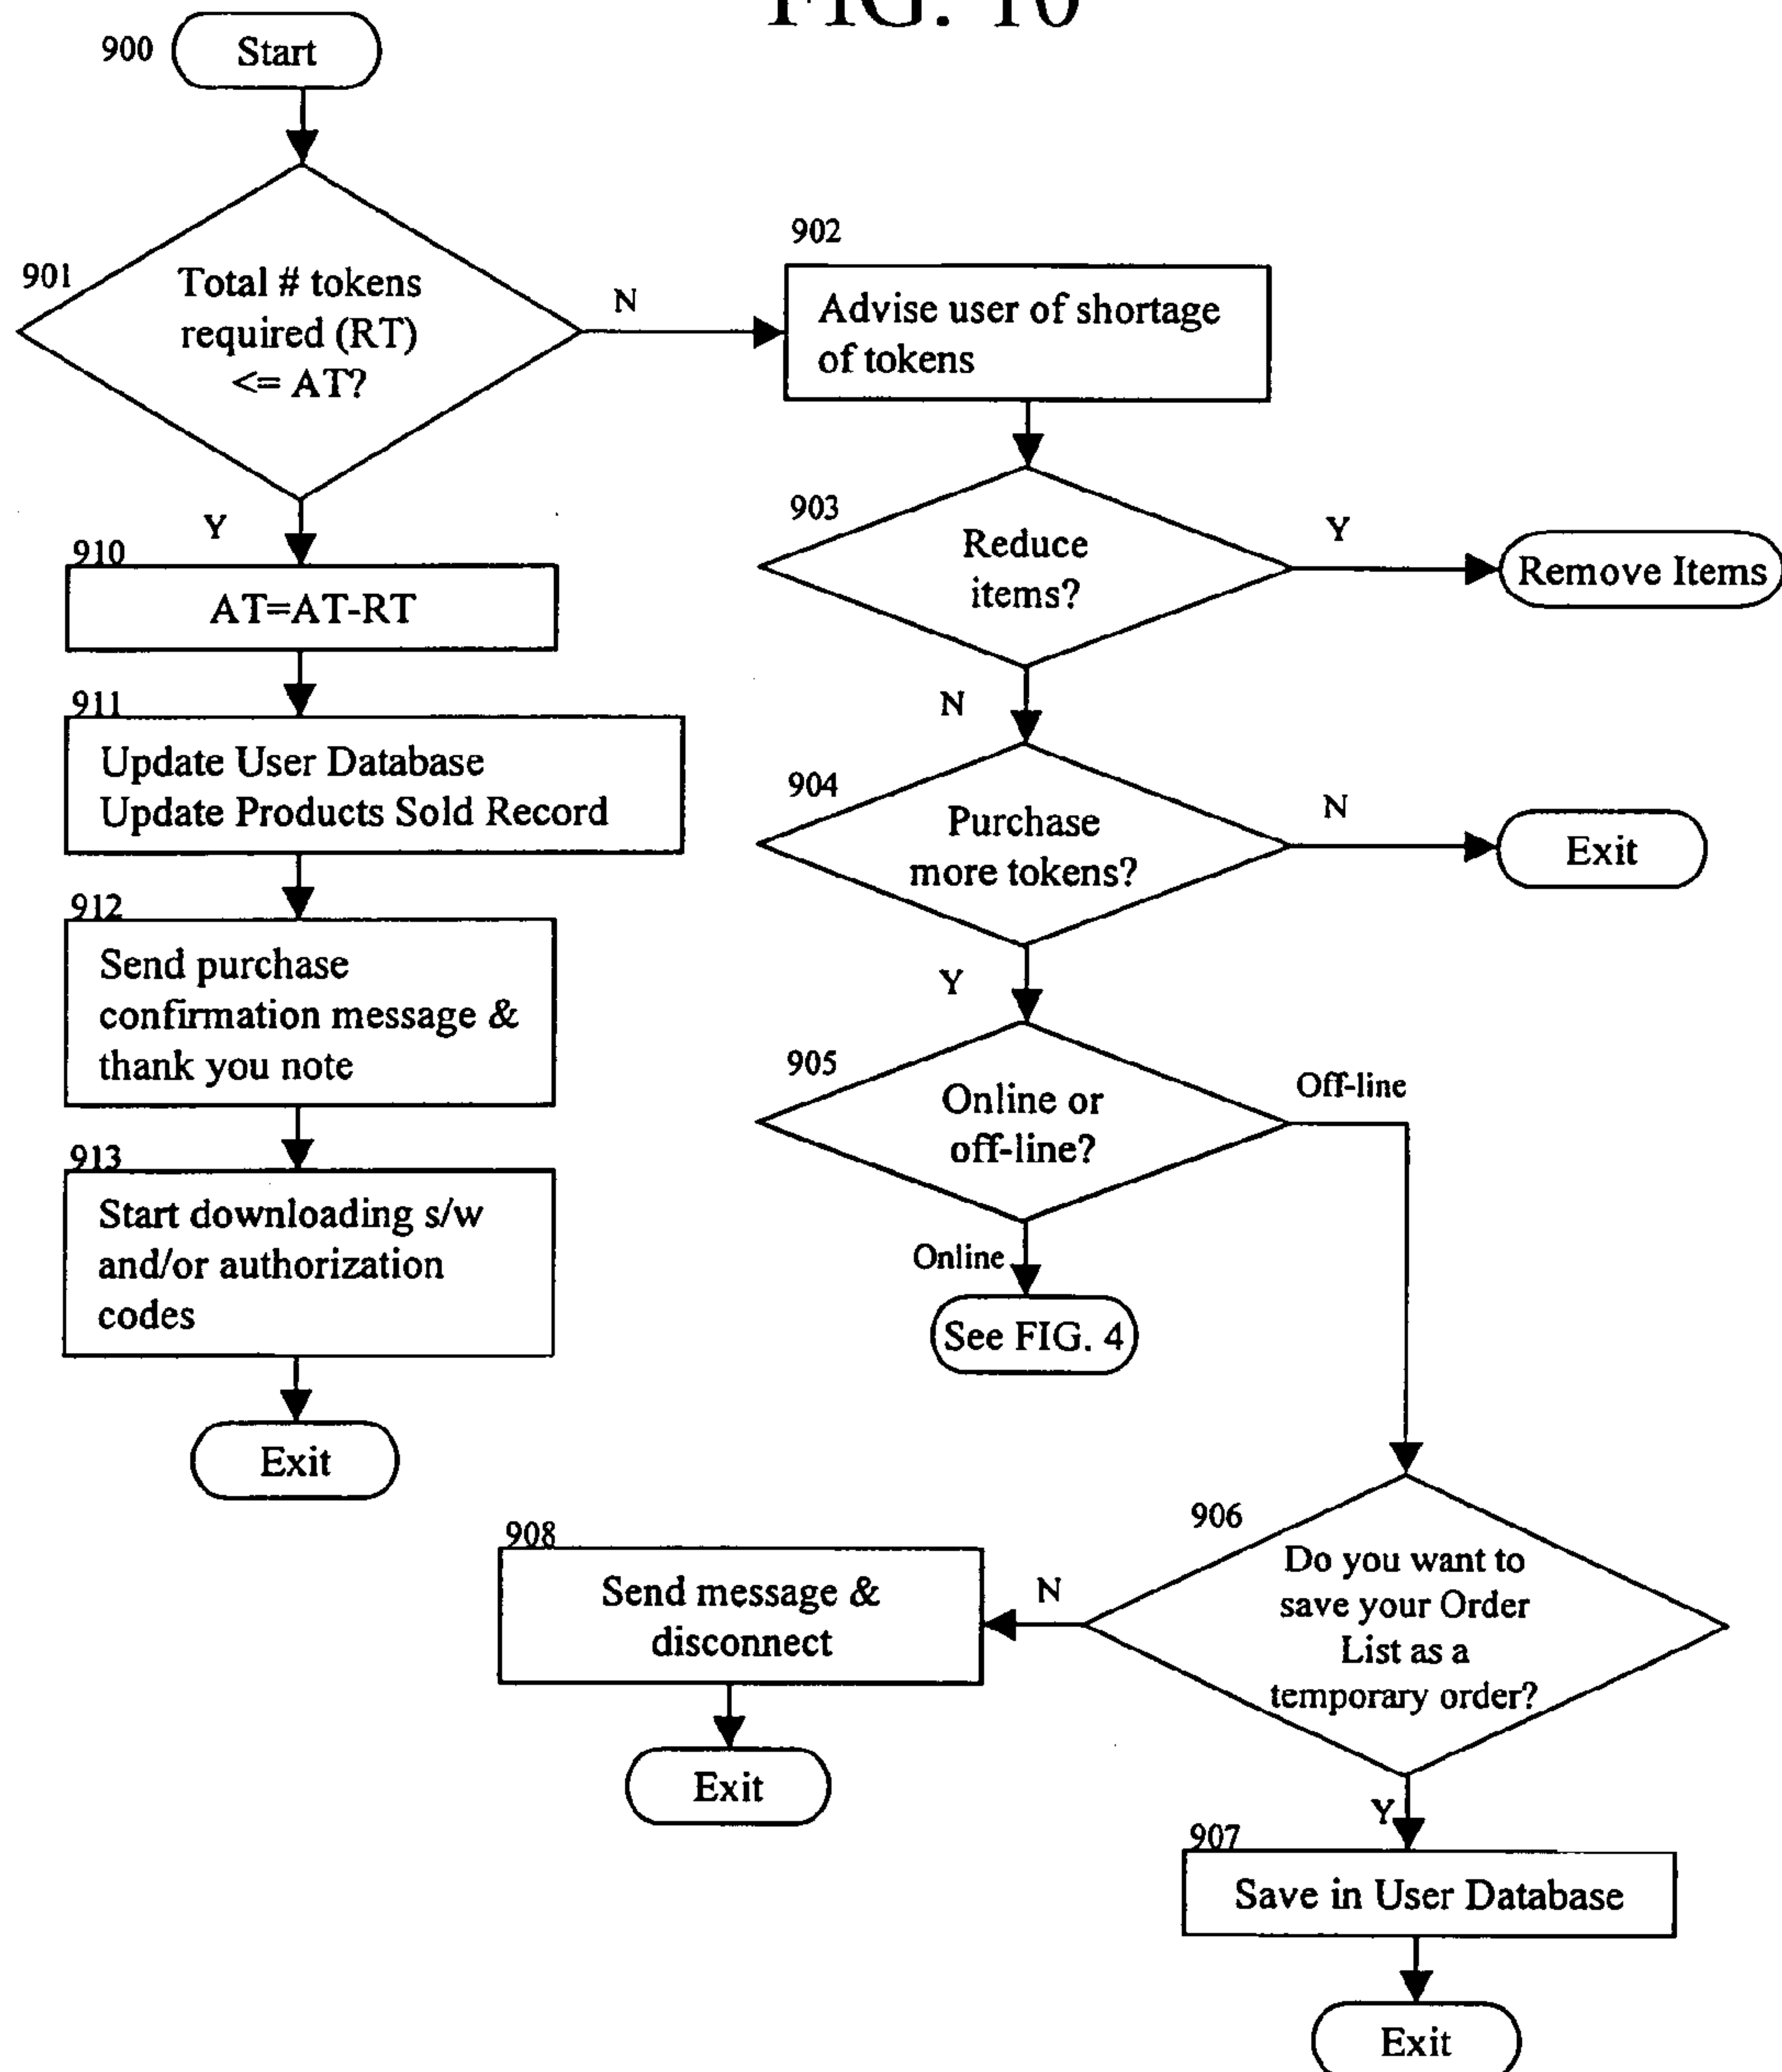 FIG. 10
900
Start
901
Total # tokens
required (RT)
<= AT?
N
902
Advise user of shortage
of tokens
Y
903
Reduce
items?
Y
Remove Items
910
AT=AT-RT
N
911
Update User Database
Update Products Sold Record
904
Purchase
more tokens?
N
Exit
912
Send purchase
confirmation message &
thank you note
Y
905
Online or
off-line?
Off-line
913
Start downloading s/w
and/or authorization
codes
Online
See FIG. 4
Exit
906
Do you want to
save your Order
List as a
temporary order?
N
908
Send message &
disconnect
Exit
Y
907
Save in User Database
Exit